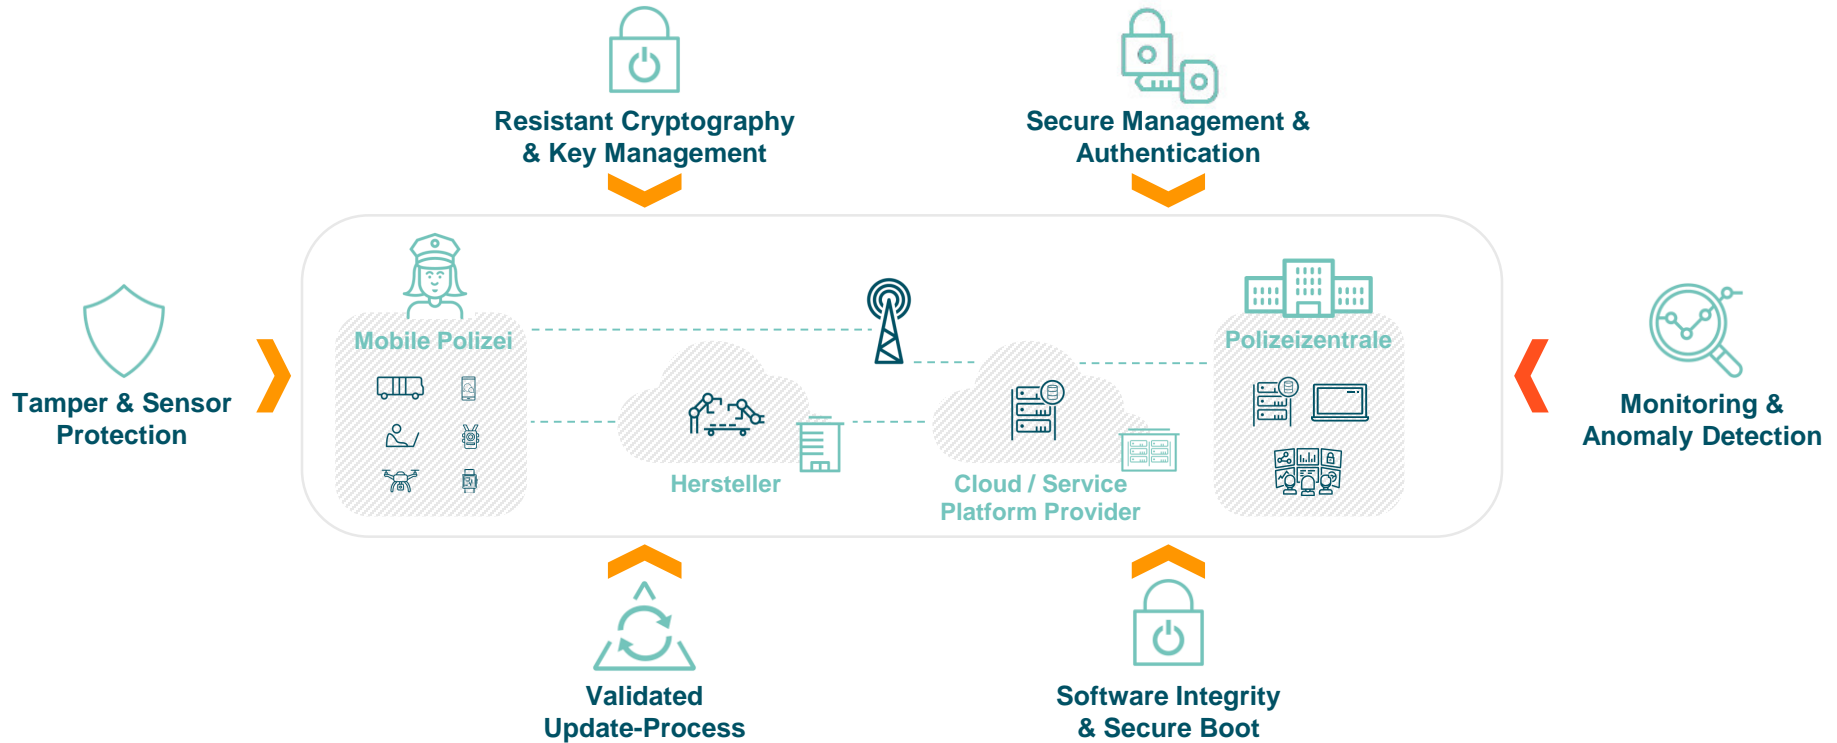 Resistant Cryptography
& Key Management
Secure Management &
Authentication
Tamper & Sensor
Protection
Mobile Polizei
Polizeizentrale
Hersteller
Cloud / Service
Platform Provider
Monitoring &
Anomaly Detection
Validated
Update-Process
Software Integrity
& Secure Boot